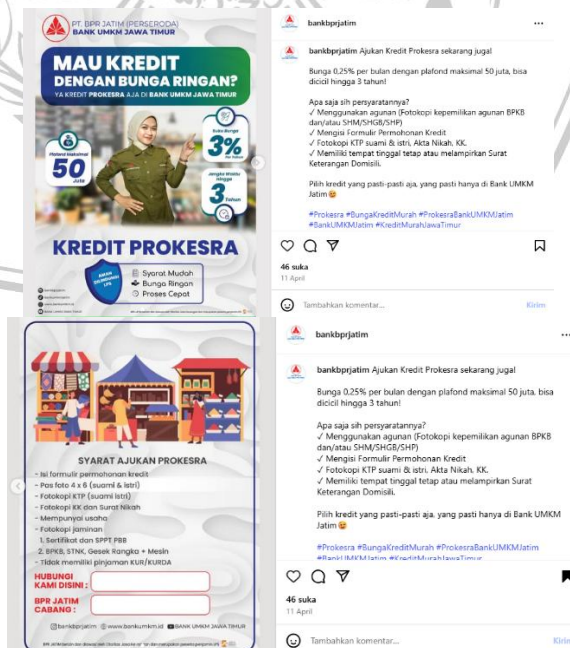 PT. BPR JATIM (PERSERODA)
BANK UMKM JAWA TIMUR
MAU KREDIT
DENGAN BUNGA RINGAN?
YA KREDIT PROKESRA AJA DI BANK UMKM JAWA TIMUR
Plafond Maksimal
50
Juta
Suku Bunga
3%
Per Tahun
Jangka Waktu
Hingga
3
Tahun
KREDIT PROKESRA
AMAN
DILINDUNGI
LPS
Syarat Mudah
Bunga Ringan
Proses Cepat
bankbprjatim
bankbprjatim Ajukan Kredit Prokesra sekarang juga!
Bunga 0,25% per bulan dengan plafond maksimal 50 juta, bisa
dicicil hingga 3 tahun!
Apa saja sih persyaratannya?
✓ Menggunakan agunan (Fotokopi kepemilikan agunan BPKB
dan/atau SHM/SHGB/SHP)
✓ Mengisi Formulir Permohonan Kredit
✓ Fotokopi KTP suami & istri, Akta Nikah, KK.
✓ Memiliki tempat tinggal tetap atau melampirkan Surat
Keterangan Domisili.
Pilih kredit yang pasti-pasti aja, yang pasti hanya di Bank UMKM
Jatim😉
#Prokesra #BungaKreditMurah #ProkesraBankUMKMJatim
#BankUMKMJatim #KreditMurahJawaTimur
46 suka
11 April
Tambahkan komentar...
Kirim
SYARAT AJUKAN PROKESRA
- Isi formulir permohonan kredit
- Pas foto 4 x 6 (suami & istri)
- Fotokopi KTP (suami istri)
- Fotokopi KK dan Surat Nikah
- Mempunyai usaha
- Fotokopi jaminan
1. Sertifikat dan SPPT PBB
2. BPKB, STNK, Gesek Rangka + Mesin
- Tidak memiliki pinjaman KUR/KURDA
HUBUNGI
KAMI DISINI :
BPR JATIM
CABANG :
bankbprjatim www.bankumkm.id BANK UMKM JAWA TIMUR
bankbprjatim
bankbprjatim Ajukan Kredit Prokesra sekarang juga!
Bunga 0,25% per bulan dengan plafond maksimal 50 juta, bisa
dicicil hingga 3 tahun!
Apa saja sih persyaratannya?
✓ Menggunakan agunan (Fotokopi kepemilikan agunan BPKB
dan/atau SHM/SHGB/SHP)
✓ Mengisi Formulir Permohonan Kredit
✓ Fotokopi KTP suami & istri, Akta Nikah, KK.
✓ Memiliki tempat tinggal tetap atau melampirkan Surat
Keterangan Domisili.
Pilih kredit yang pasti-pasti aja, yang pasti hanya di Bank UMKM
Jatim😉
#Prokesra #BungaKreditMurah #ProkesraBankUMKMJatim
#BankUMKMJatim #KreditMurahJawaTimur
46 suka
11 April
Tambahkan komentar...
Kirim